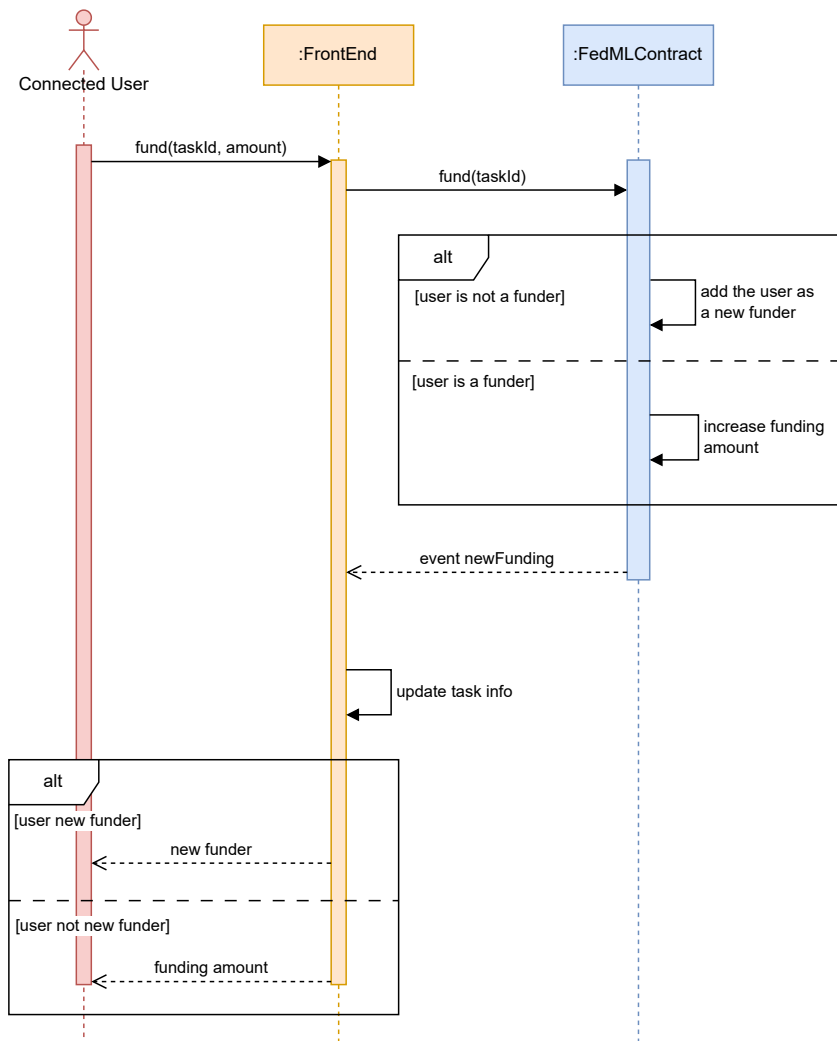 Connected User
:FrontEnd
:FedMLContract
fund(taskId, amount)
fund(taskId)
alt
[user is not a funder]
add the user as
a new funder
[user is a funder]
increase funding
amount
event newFunding
update task info
alt
[user new funder]
new funder
[user not new funder]
funding amount